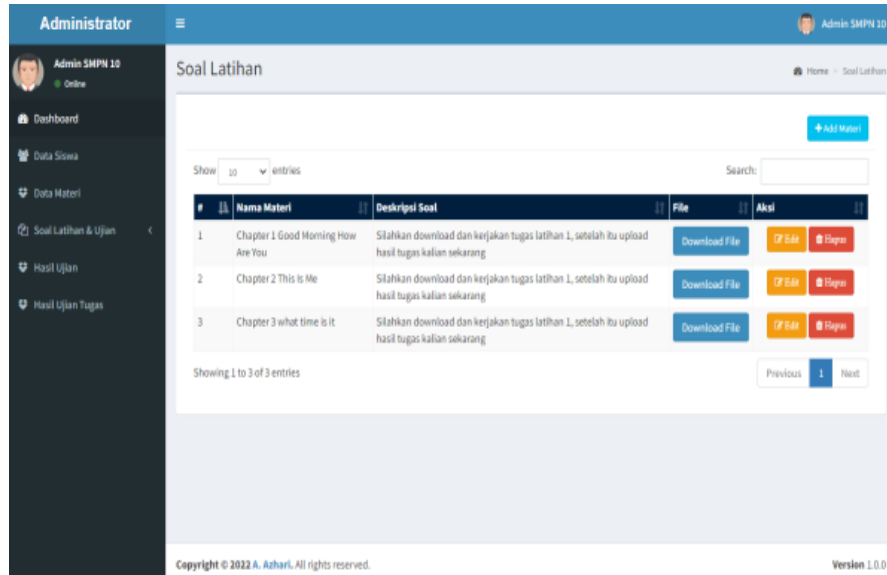 Administrator
Admin SMPN 10
Admin SMPN 10
Online
Dashboard
Data Siswa
Data Materi
Soal Latihan & Ujian
Hasil Ujian
Hasil Ujian Tugas
Soal Latihan
Home > Soal Latihan
+Add Materi
Show 10 entries
Search:
# Nama Materi Deskripsi Soal File Aksi
1 Chapter 1 Good Morning How Silahkan download dan kerjakan tugas latihan 1, setelah itu upload Download File Edit Hapus
Are You hasil tugas kalian sekarang
2 Chapter 2 This Is Me Silahkan download dan kerjakan tugas latihan 1, setelah itu upload Download File Edit Hapus
hasil tugas kalian sekarang
3 Chapter 3 what time is it Silahkan download dan kerjakan tugas latihan 1, setelah itu upload Download File Edit Hapus
hasil tugas kalian sekarang
Showing 1 to 3 of 3 entries
Previous 1 Next
Copyright © 2022 A. Azhari. All rights reserved.
Version 1.0.0